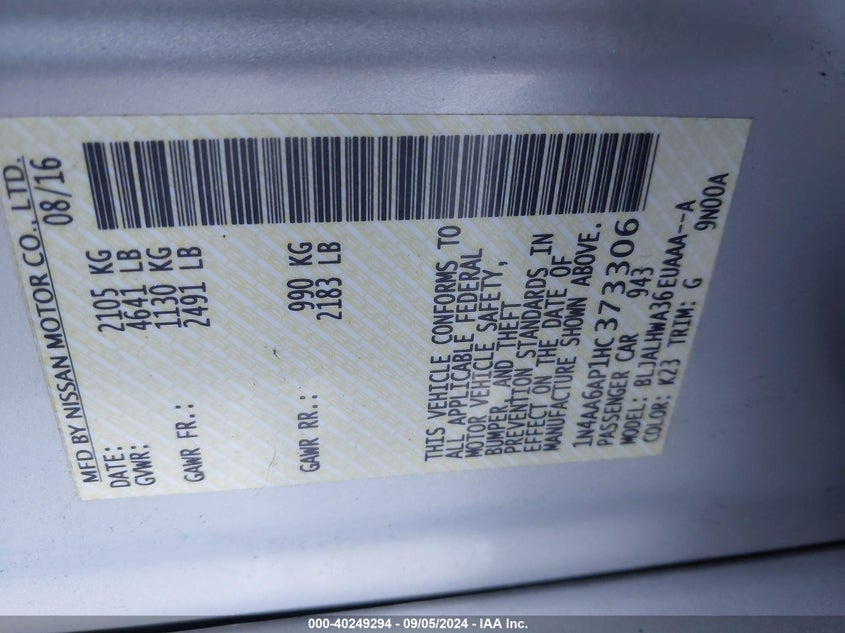 MFD BY NISSAN MOTOR CO., LTD.
DATE: 08/16
GVWR: 2105 KG
4641 LB
GAWR FR.: 1130 KG
2491 LB
GAWR RR.: 990 KG
2183 LB
THIS VEHICLE CONFORMS TO
ALL APPLICABLE FEDERAL
MOTOR VEHICLE SAFETY,
BUMPER, AND THEFT
PREVENTION STANDARDS IN
EFFECT ON THE DATE OF
MANUFACTURE SHOWN ABOVE.
1N4AA6AP1HC373306
PASSENGER CAR 943
MODEL: BLJALHWA36EUAAA--A
COLOR: K23 TRIM: G 9N00A
000-40249294 - 09/05/2024 - IAA Inc.